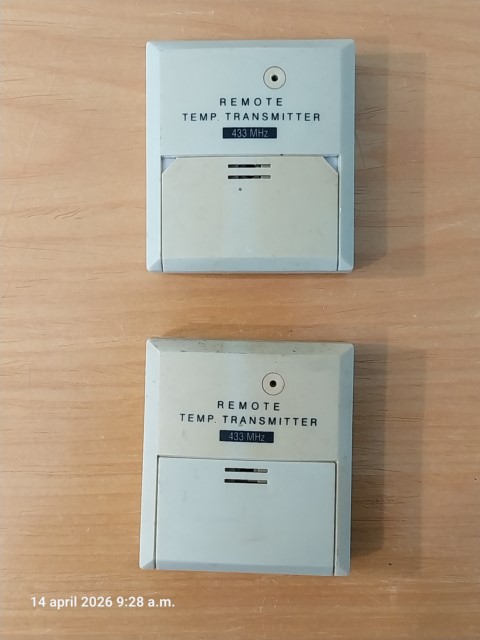 REMOTE
TEMP. TRANSMITTER
433 MHz
REMOTE
TEMP. TRANSMITTER
433 MHz
14 april 2026 9:28 a.m.